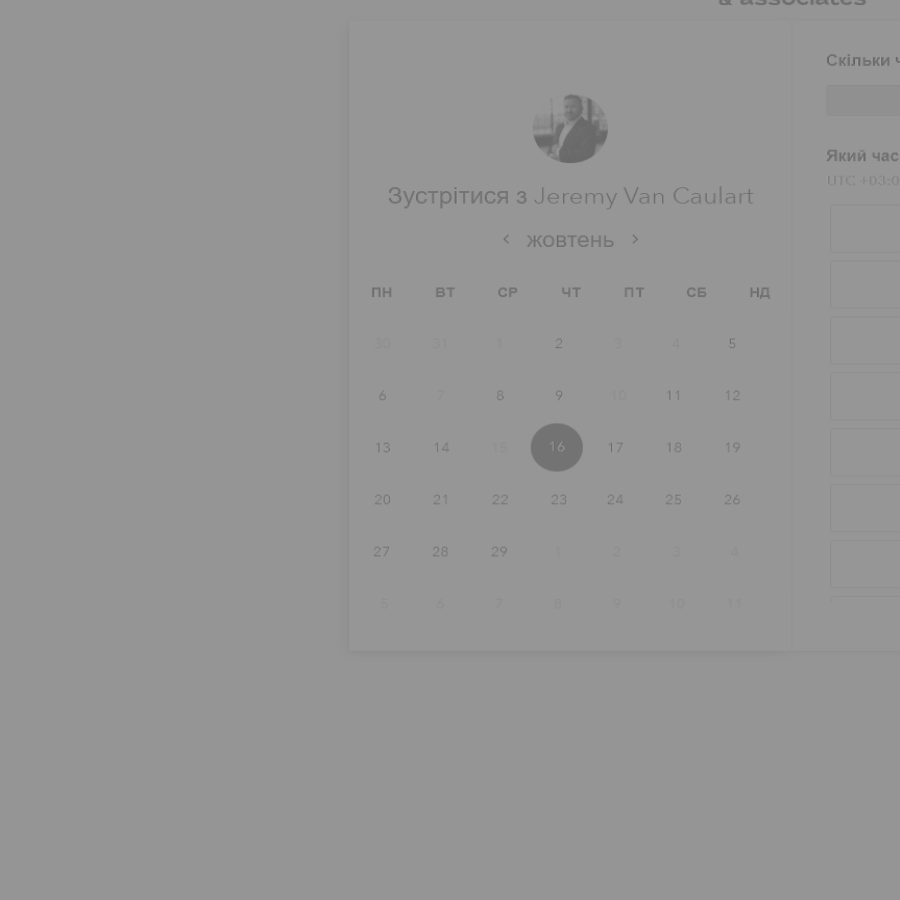 & associates
Зустрітися з Jeremy Van Caulart
жовтень
ПН ВТ СР ЧТ ПТ СБ НД
30 31 1 2 3 4 5
6 7 8 9 10 11 12
13 14 15 16 17 18 19
20 21 22 23 24 25 26
27 28 29 1 2 3 4
5 6 7 8 9 10 11
Скільки
Який час
UTC +03:0